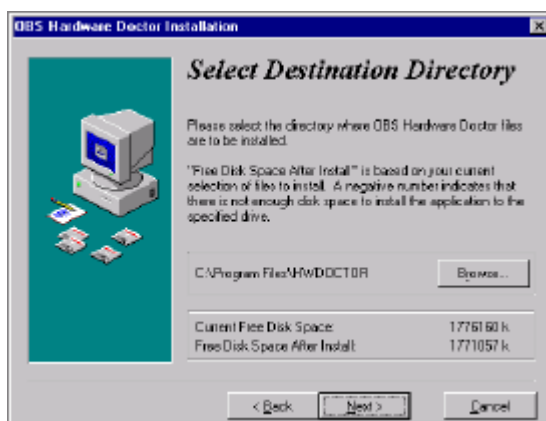 OBS Hardware Doctor Installation
Select Destination Directory
Please select the directory where OBS Hardware Doctor files
are to be installed.
"Free Disk Space After Install" is based on your current
selection of files to install. A negative number indicates that
there is not enough disk space to install the application to the
specified drive.
C:\Program Files\HWDOCTOR
Browse...
Current Free Disk Space: 1776160 k
Free Disk Space After Install: 1771057 k
< Back
Next >
Cancel